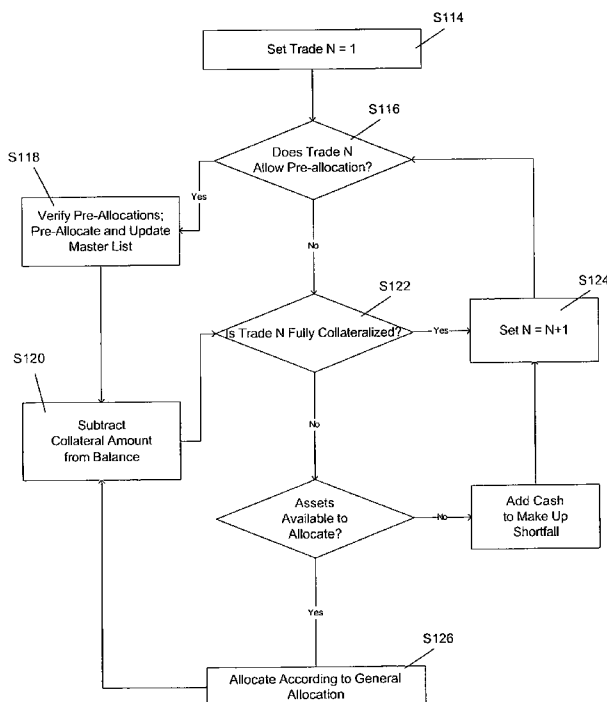 S114
Set Trade N = 1
S116
Does Trade N
Allow Pre-allocation?
S118
Yes
Verify Pre-Allocations;
Pre-Allocate and Update
Master List
No
S122
S124
Is Trade N Fully Collateralized?
Yes
Set N = N+1
S120
Subtract
Collateral Amount
from Balance
No
Assets
Available to
Allocate?
No
Add Cash
to Make Up
Shortfall
Yes
S126
Allocate According to General
Allocation